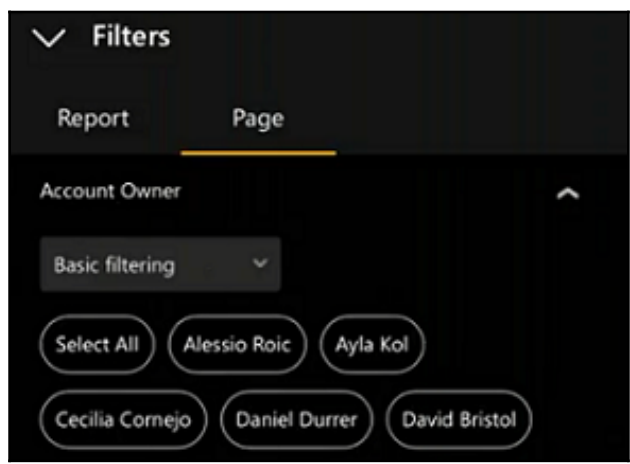 Filters
Report Page
Account Owner
Basic filtering
Select All Alessio Roic Ayla Kol
Cecilia Cornejo Daniel Durrer David Bristol